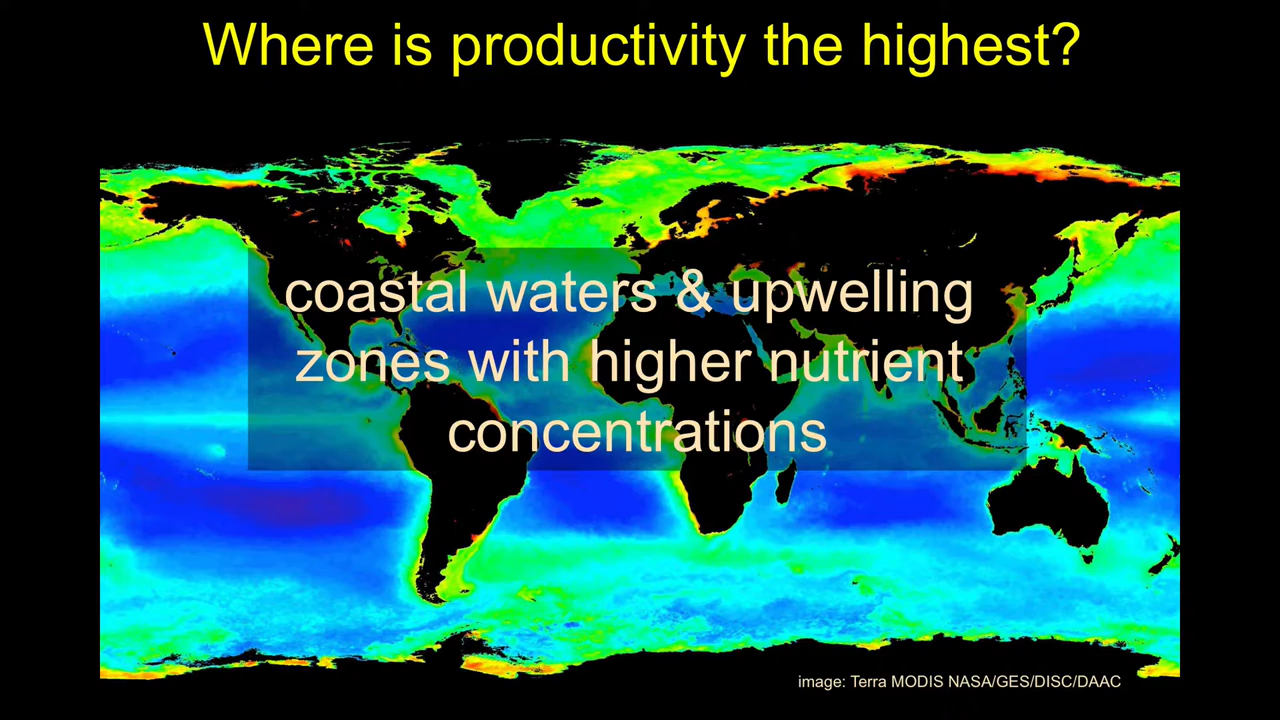 Where is productivity the highest?
coastal waters & upwelling
zones with higher nutrient
concentrations
image: Terra MODIS NASA/GES/DISC/DAAC